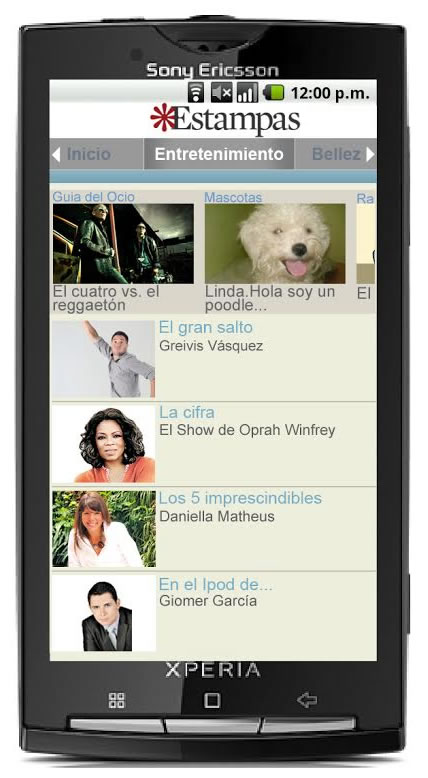 Sony Ericsson
12:00 p.m.
Estampas
Inicio
Entretenimiento
Bellez
Guia del Ocio
Mascotas
Ra
El cuatro vs. el
reggaetón
Linda.Hola soy un
poodle...
El
El gran salto
Greivis Vásquez
La cifra
El Show de Oprah Winfrey
Los 5 imprescindibles
Daniella Matheus
En el Ipod de...
Giomer García
XPERIA